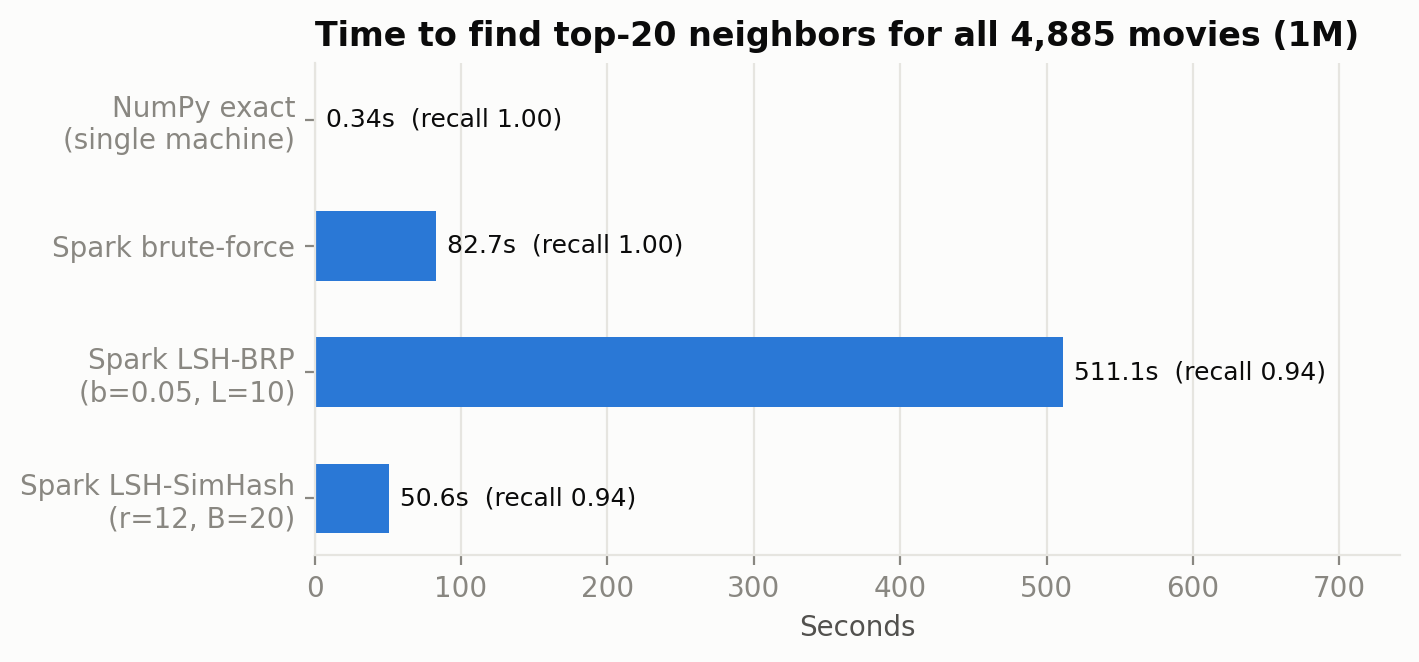 Time to find top-20 neighbors for all 4,885 movies (1M)
NumPy exact
(single machine)
0.34s (recall 1.00)
Spark brute-force
82.7s (recall 1.00)
Spark LSH-BRP
(b=0.05, L=10)
511.1s (recall 0.94)
Spark LSH-SimHash
(r=12, B=20)
50.6s (recall 0.94)
0 100 200 300 400 500 600 700
Seconds